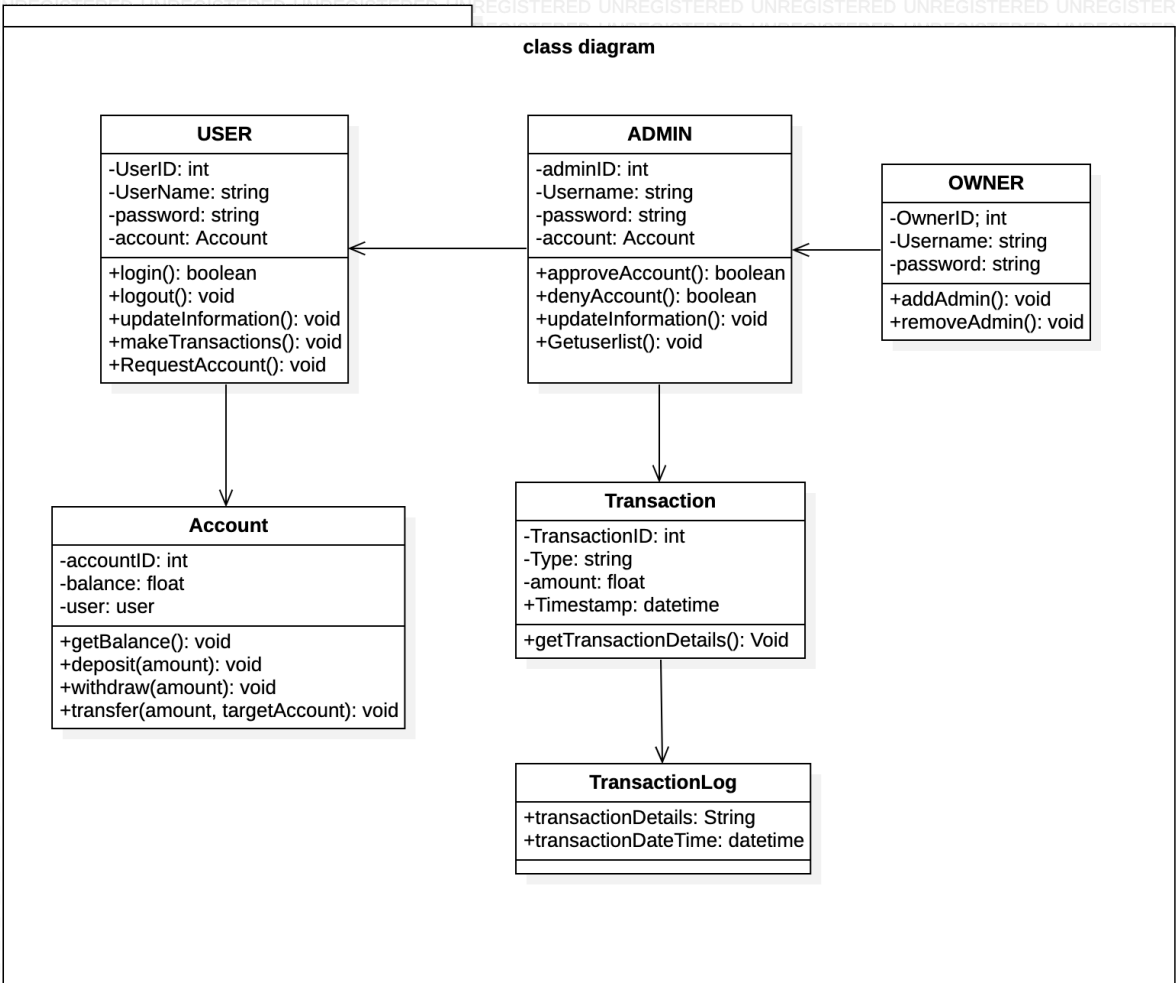 REGISTERED UNREGISTERED UNREGISTERED UNREGISTERED UNREGISTER
class diagram
USER
-UserID: int
-UserName: string
-password: string
-account: Account
+login(): boolean
+logout(): void
+updateInformation(): void
+makeTransactions(): void
+RequestAccount(): void
ADMIN
-adminID: int
-Username: string
-password: string
-account: Account
+approveAccount(): boolean
+denyAccount(): boolean
+updateInformation(): void
+Getuserlist(): void
OWNER
-OwnerID; int
-Username: string
-password: string
+addAdmin(): void
+removeAdmin(): void
Account
-accountID: int
-balance: float
-user: user
+getBalance(): void
+deposit(amount): void
+withdraw(amount): void
+transfer(amount, targetAccount): void
Transaction
-TransactionID: int
-Type: string
-amount: float
+Timestamp: datetime
+getTransactionDetails(): Void
TransactionLog
+transactionDetails: String
+transactionDateTime: datetime